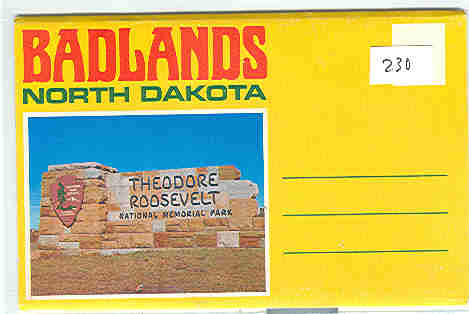 BADLANDS
NORTH DAKOTA
230
THEODORE
ROOSEVELT
NATIONAL MEMORIAL PARK